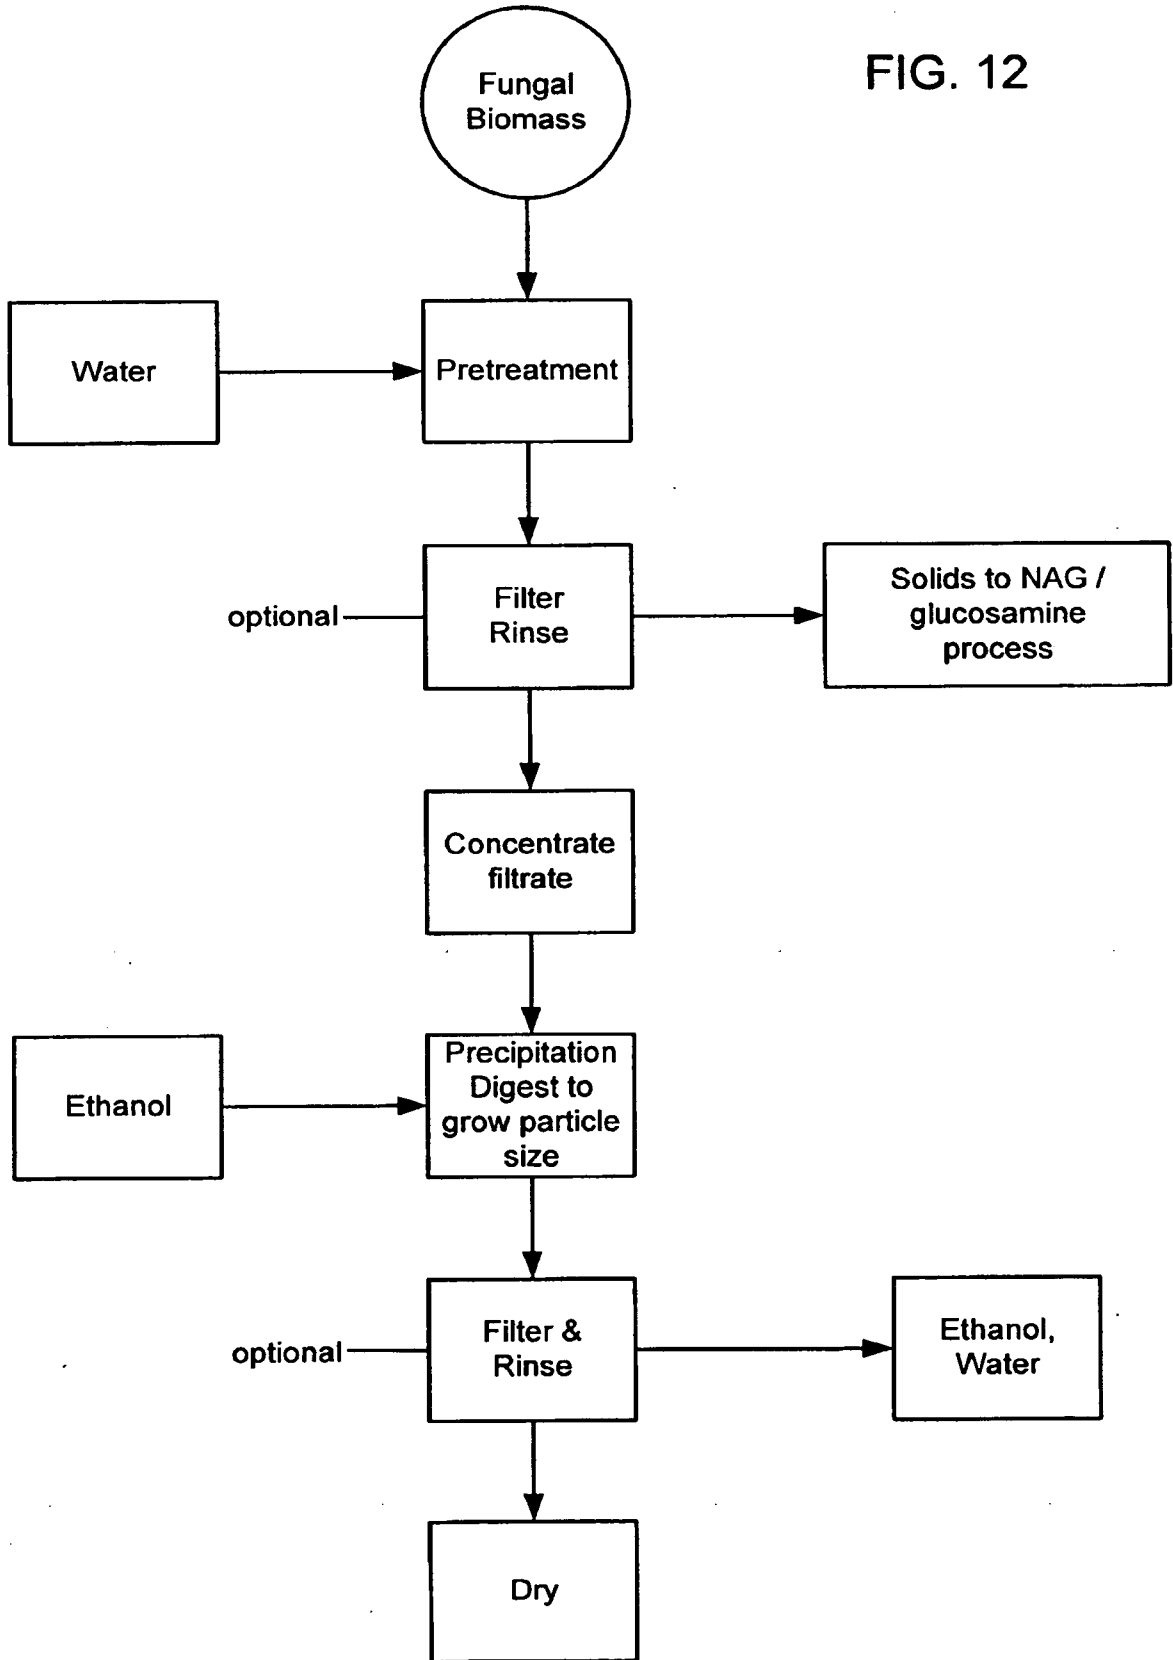 FIG. 12
Fungal
Biomass
Water
Pretreatment
optional
Filter
Rinse
Solids to NAG /
glucosamine
process
Concentrate
filtrate
Ethanol
Precipitation
Digest to
grow particle
size
optional
Filter &
Rinse
Ethanol,
Water
Dry